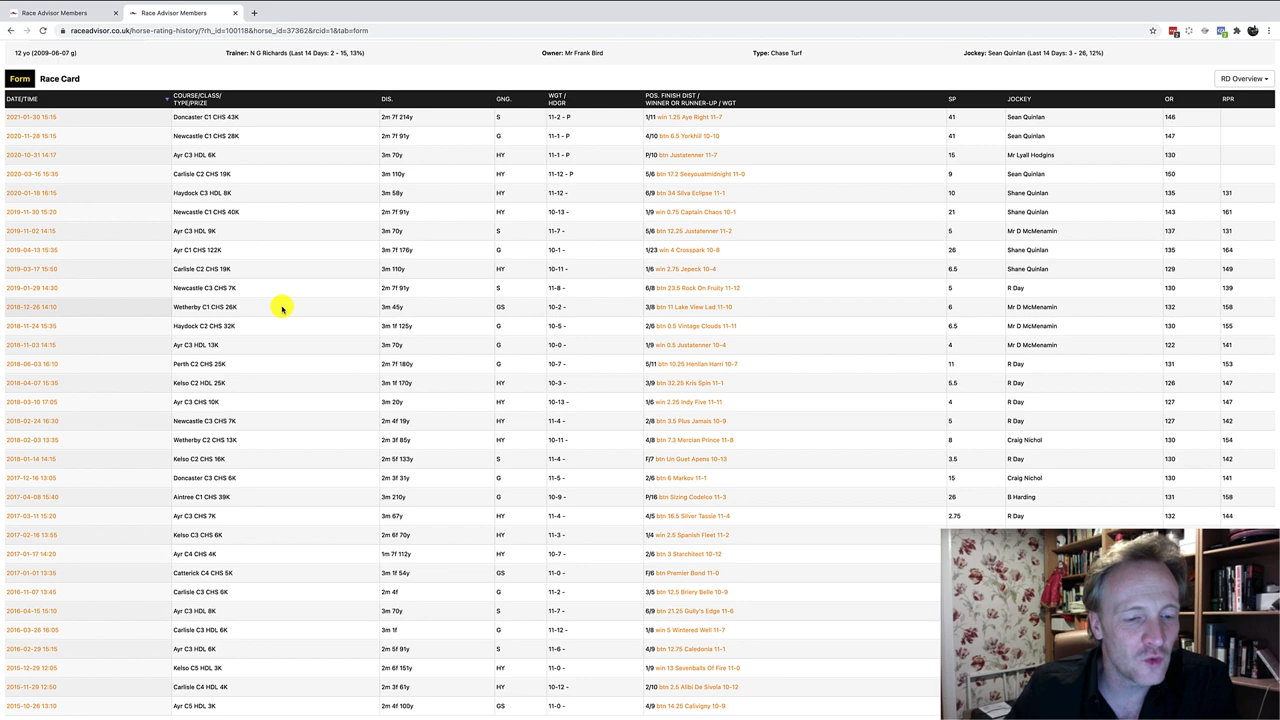 Race Advisor Members × Race Advisor Members × +
raceadvisor.co.uk/horse-rating-history/?rh_id=100118&horse_id=37362&rcid=1&tab=form
12 yo (2009-06-07 g) Trainer: N G Richards (Last 14 Days: 2 - 15, 13%) Owner: Mr Frank Bird Type: Chase Turf Jockey: Sean Quinlan (Last 14 Days: 3 - 26, 12%)
Form Race Card RD Overview
DATE/TIME COURSE/CLASS/ TYPE/PRIZE DIS. GNG. WGT / HDGR POS. FINISH DIST / WINNER OR RUNNER-UP / WGT SP JOCKEY OR RPR
2021-01-30 15:15 Doncaster C1 CHS 43K 2m 7f 214y S 11-2 - P 1/11 win 1.25 Aye Right 11-7 41 Sean Quinlan 146
2020-11-28 15:15 Newcastle C1 CHS 28K 2m 7f 91y G 11-1 - P 4/10 btn 6.5 Yorkhill 10-10 41 Sean Quinlan 147
2020-10-31 14:17 Ayr C3 HDL 6K 3m 70y HY 11-1 - P P/10 btn Justatenner 11-7 15 Mr Lyall Hodgins 130
2020-03-15 15:35 Carlisle C2 CHS 19K 3m 110y HY 11-12 - P 5/6 btn 17.2 Seeyouatmidnight 11-0 9 Sean Quinlan 150
2020-01-18 16:15 Haydock C3 HDL 8K 3m 58y HY 11-12 - 6/9 btn 34 Silva Eclipse 11-1 10 Shane Quinlan 135 131
2019-11-30 15:20 Newcastle C1 CHS 40K 2m 7f 91y HY 10-13 - 1/9 win 0.75 Captain Chaos 10-1 21 Shane Quinlan 143 161
2019-11-02 14:15 Ayr C3 HDL 9K 3m 70y S 11-7 - 5/6 btn 12.25 Justatenner 11-2 5 Mr D McMenamin 137 131
2019-04-13 15:35 Ayr C1 CHS 122K 3m 7f 176y G 10-1 - 1/23 win 4 Crosspark 10-8 26 Shane Quinlan 135 164
2019-03-17 15:50 Carlisle C2 CHS 19K 3m 110y HY 10-11 - 1/6 win 2.75 Jepeck 10-4 6.5 Shane Quinlan 129 149
2019-01-29 14:30 Newcastle C3 CHS 7K 2m 7f 91y S 11-8 - 6/8 btn 23.5 Rock On Fruity 11-12 5 R Day 130 139
2018-12-26 14:10 Wetherby C1 CHS 26K 3m 45y GS 10-2 - 3/8 btn 11 Lake View Lad 11-10 6 Mr D McMenamin 132 158
2018-11-24 15:35 Haydock C2 CHS 32K 3m 1f 125y G 10-5 - 2/6 btn 0.5 Vintage Clouds 11-11 6.5 Mr D McMenamin 130 155
2018-11-03 14:15 Ayr C3 HDL 13K 3m 70y G 10-0 - 1/9 win 0.5 Justatenner 10-4 4 Mr D McMenamin 122 141
2018-06-03 16:10 Perth C2 CHS 25K 2m 7f 180y G 10-7 - 5/11 btn 10.25 Henllan Harri 10-7 11 R Day 131 153
2018-04-07 15:35 Kelso C2 HDL 25K 3m 1f 170y HY 10-3 - 3/9 btn 32.25 Kris Spin 11-1 5.5 R Day 126 147
2018-03-10 17:05 Ayr C3 CHS 10K 3m 20y HY 10-13 - 1/6 win 2.25 Indy Five 11-11 4 R Day 127 147
2018-02-24 16:30 Newcastle C3 CHS 7K 2m 4f 19y HY 11-4 - 2/8 btn 3.5 Plus Jamais 10-9 5 R Day 127 142
2018-02-03 13:35 Wetherby C2 CHS 13K 2m 3f 85y HY 10-11 - 4/8 btn 7.3 Mercian Prince 11-8 8 Craig Nichol 130 154
2018-01-14 14:15 Kelso C2 CHS 16K 2m 5f 133y S 11-4 - F/7 btn Un Guet Apens 10-13 3.5 R Day 130 142
2017-12-16 13:05 Doncaster C3 CHS 6K 2m 3f 31y G 11-5 - 2/6 btn 6 Markov 11-1 15 Craig Nichol 130 141
2017-04-08 15:40 Aintree C1 CHS 39K 3m 210y G 10-9 - P/16 btn Sizing Codelco 11-3 26 B Harding 131 158
2017-03-11 15:20 Ayr C3 CHS 7K 3m 67y HY 11-4 - 4/5 btn 16.5 Silver Tassie 11-4 2.75 R Day 132 144
2017-02-16 13:55 Kelso C3 CHS 6K 2m 6f 70y HY 11-3 - 1/4 win 2.5 Spanish Fleet 11-2
2017-01-17 14:20 Ayr C4 CHS 4K 1m 7f 112y HY 10-7 - 2/6 btn 3 Starchitect 10-12
2017-01-01 13:35 Catterick C4 CHS 5K 3m 1f 54y GS 11-0 - F/6 btn Premier Bond 11-0
2016-11-07 13:45 Carlisle C3 CHS 6K 2m 4f G 11-2 - 3/5 btn 12.5 Briery Belle 10-9
2016-04-15 15:10 Ayr C3 HDL 8K 3m 70y S 11-7 - 6/9 btn 21.25 Gully's Edge 11-6
2016-03-26 16:05 Carlisle C3 HDL 6K 3m 1f G 11-12 - 1/8 win 5 Wintered Well 11-7
2016-02-29 15:15 Ayr C3 HDL 6K 2m 5f 91y S 11-6 - 4/9 btn 12.75 Caledonia 11-1
2015-12-29 12:05 Kelso C5 HDL 3K 2m 6f 151y HY 11-0 - 1/9 win 13 Sevenballs Of Fire 11-0
2015-11-29 12:50 Carlisle C4 HDL 4K 2m 3f 61y HY 10-12 - 2/10 btn 2.5 Alibi De Sivola 10-12
2015-10-26 13:10 Ayr C5 HDL 3K 2m 4f 100y GS 11-0 - 4/9 btn 14.25 Calivigny 10-9